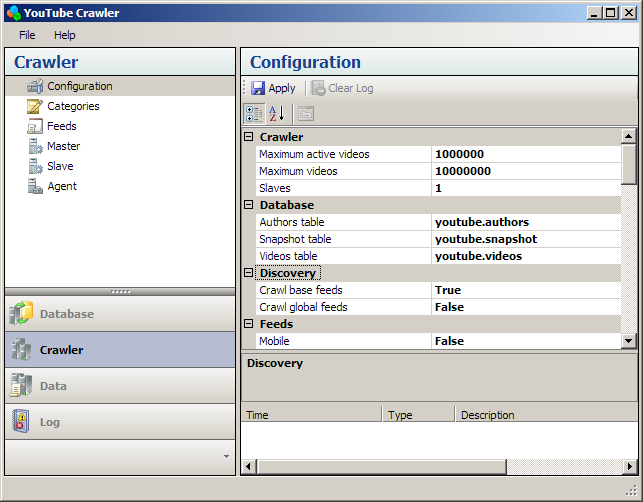 YouTube Crawler
File Help
Crawler
Configuration
Categories
Feeds
Master
Slave
Agent
Database
Crawler
Data
Log
Configuration
Apply Clear Log
Crawler
Maximum active videos 1000000
Maximum videos 10000000
Slaves 1
Database
Authors table youtube.authors
Snapshot table youtube.snapshot
Videos table youtube.videos
Discovery
Crawl base feeds True
Crawl global feeds False
Feeds
Mobile False
Discovery
Time Type Description